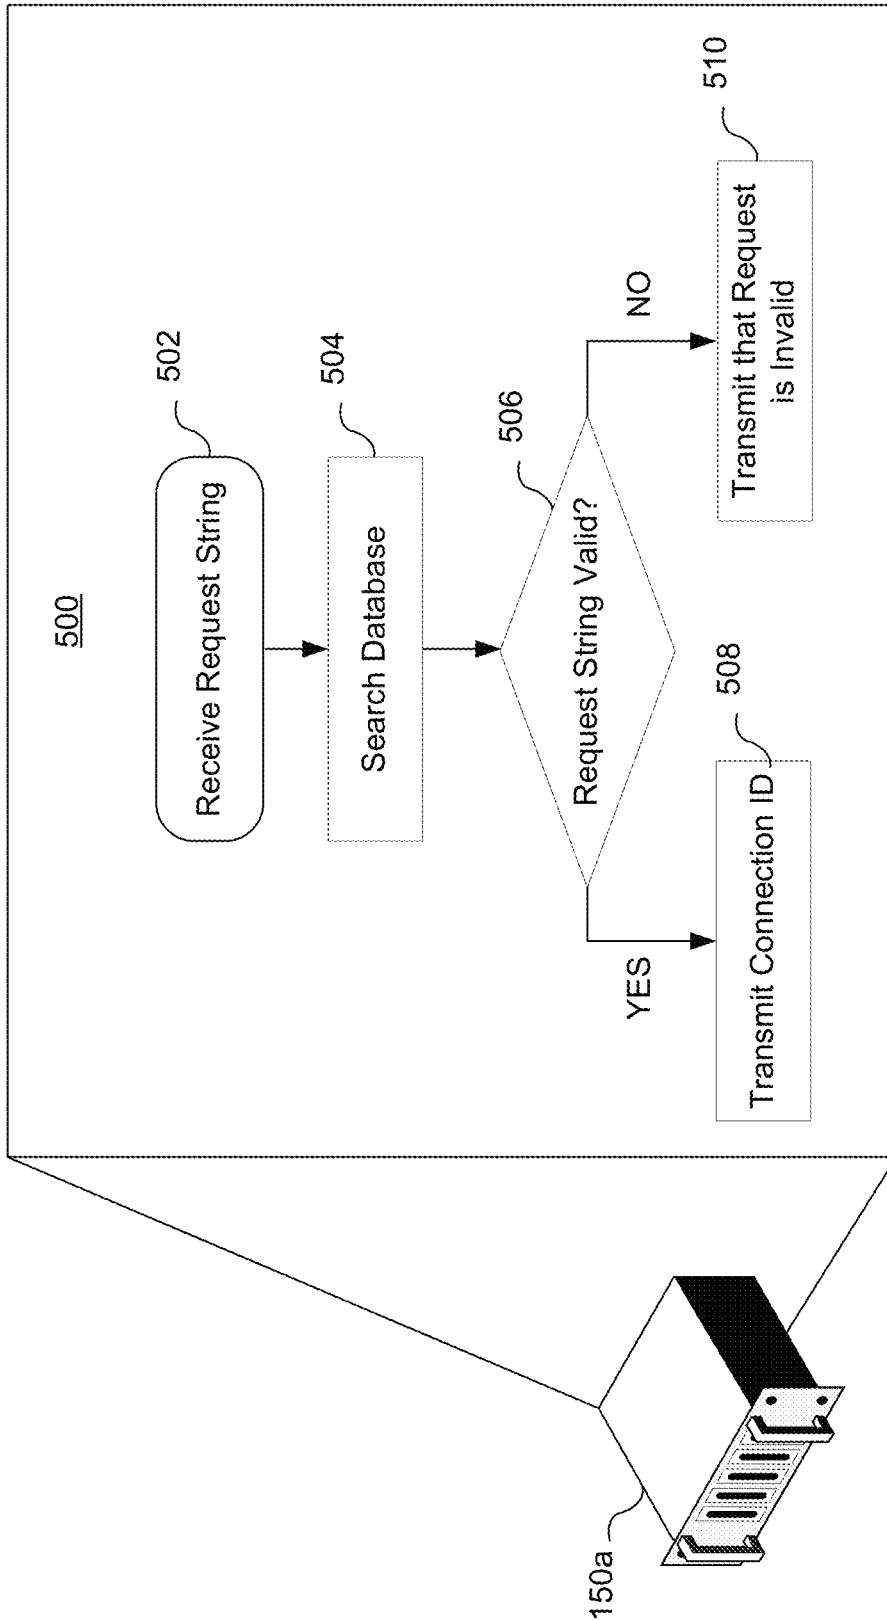 500
502
Receive Request String
504
Search Database
506
Request String Valid?
YES
NO
508
Transmit Connection ID
510
Transmit that Request
is Invalid
150a